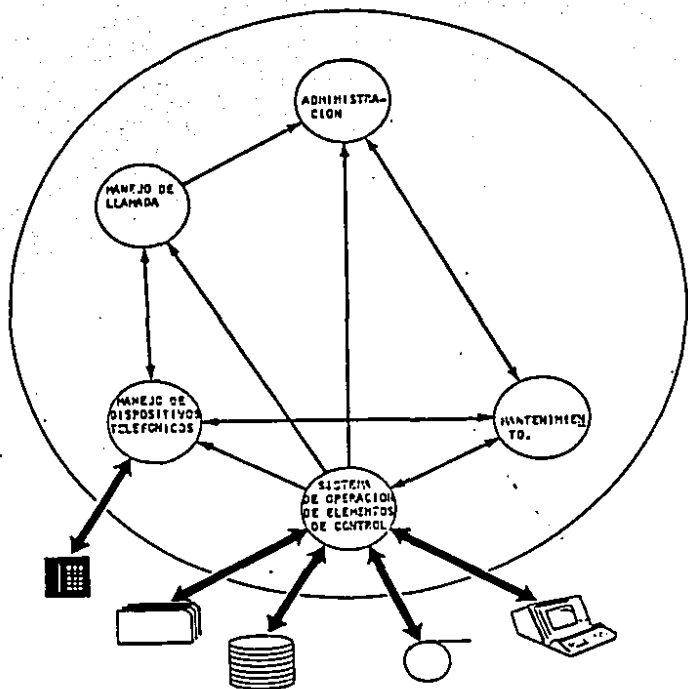 ADMINISTRA-
CION
MANEJO DE
LLAMADA
MANEJO DE
DISPOSITIVOS
TELEFONICOS
MANTENIMIEN
TO.
SISTEMA
DE OPERACION
DE ELEMENTOS
DE CONTROL